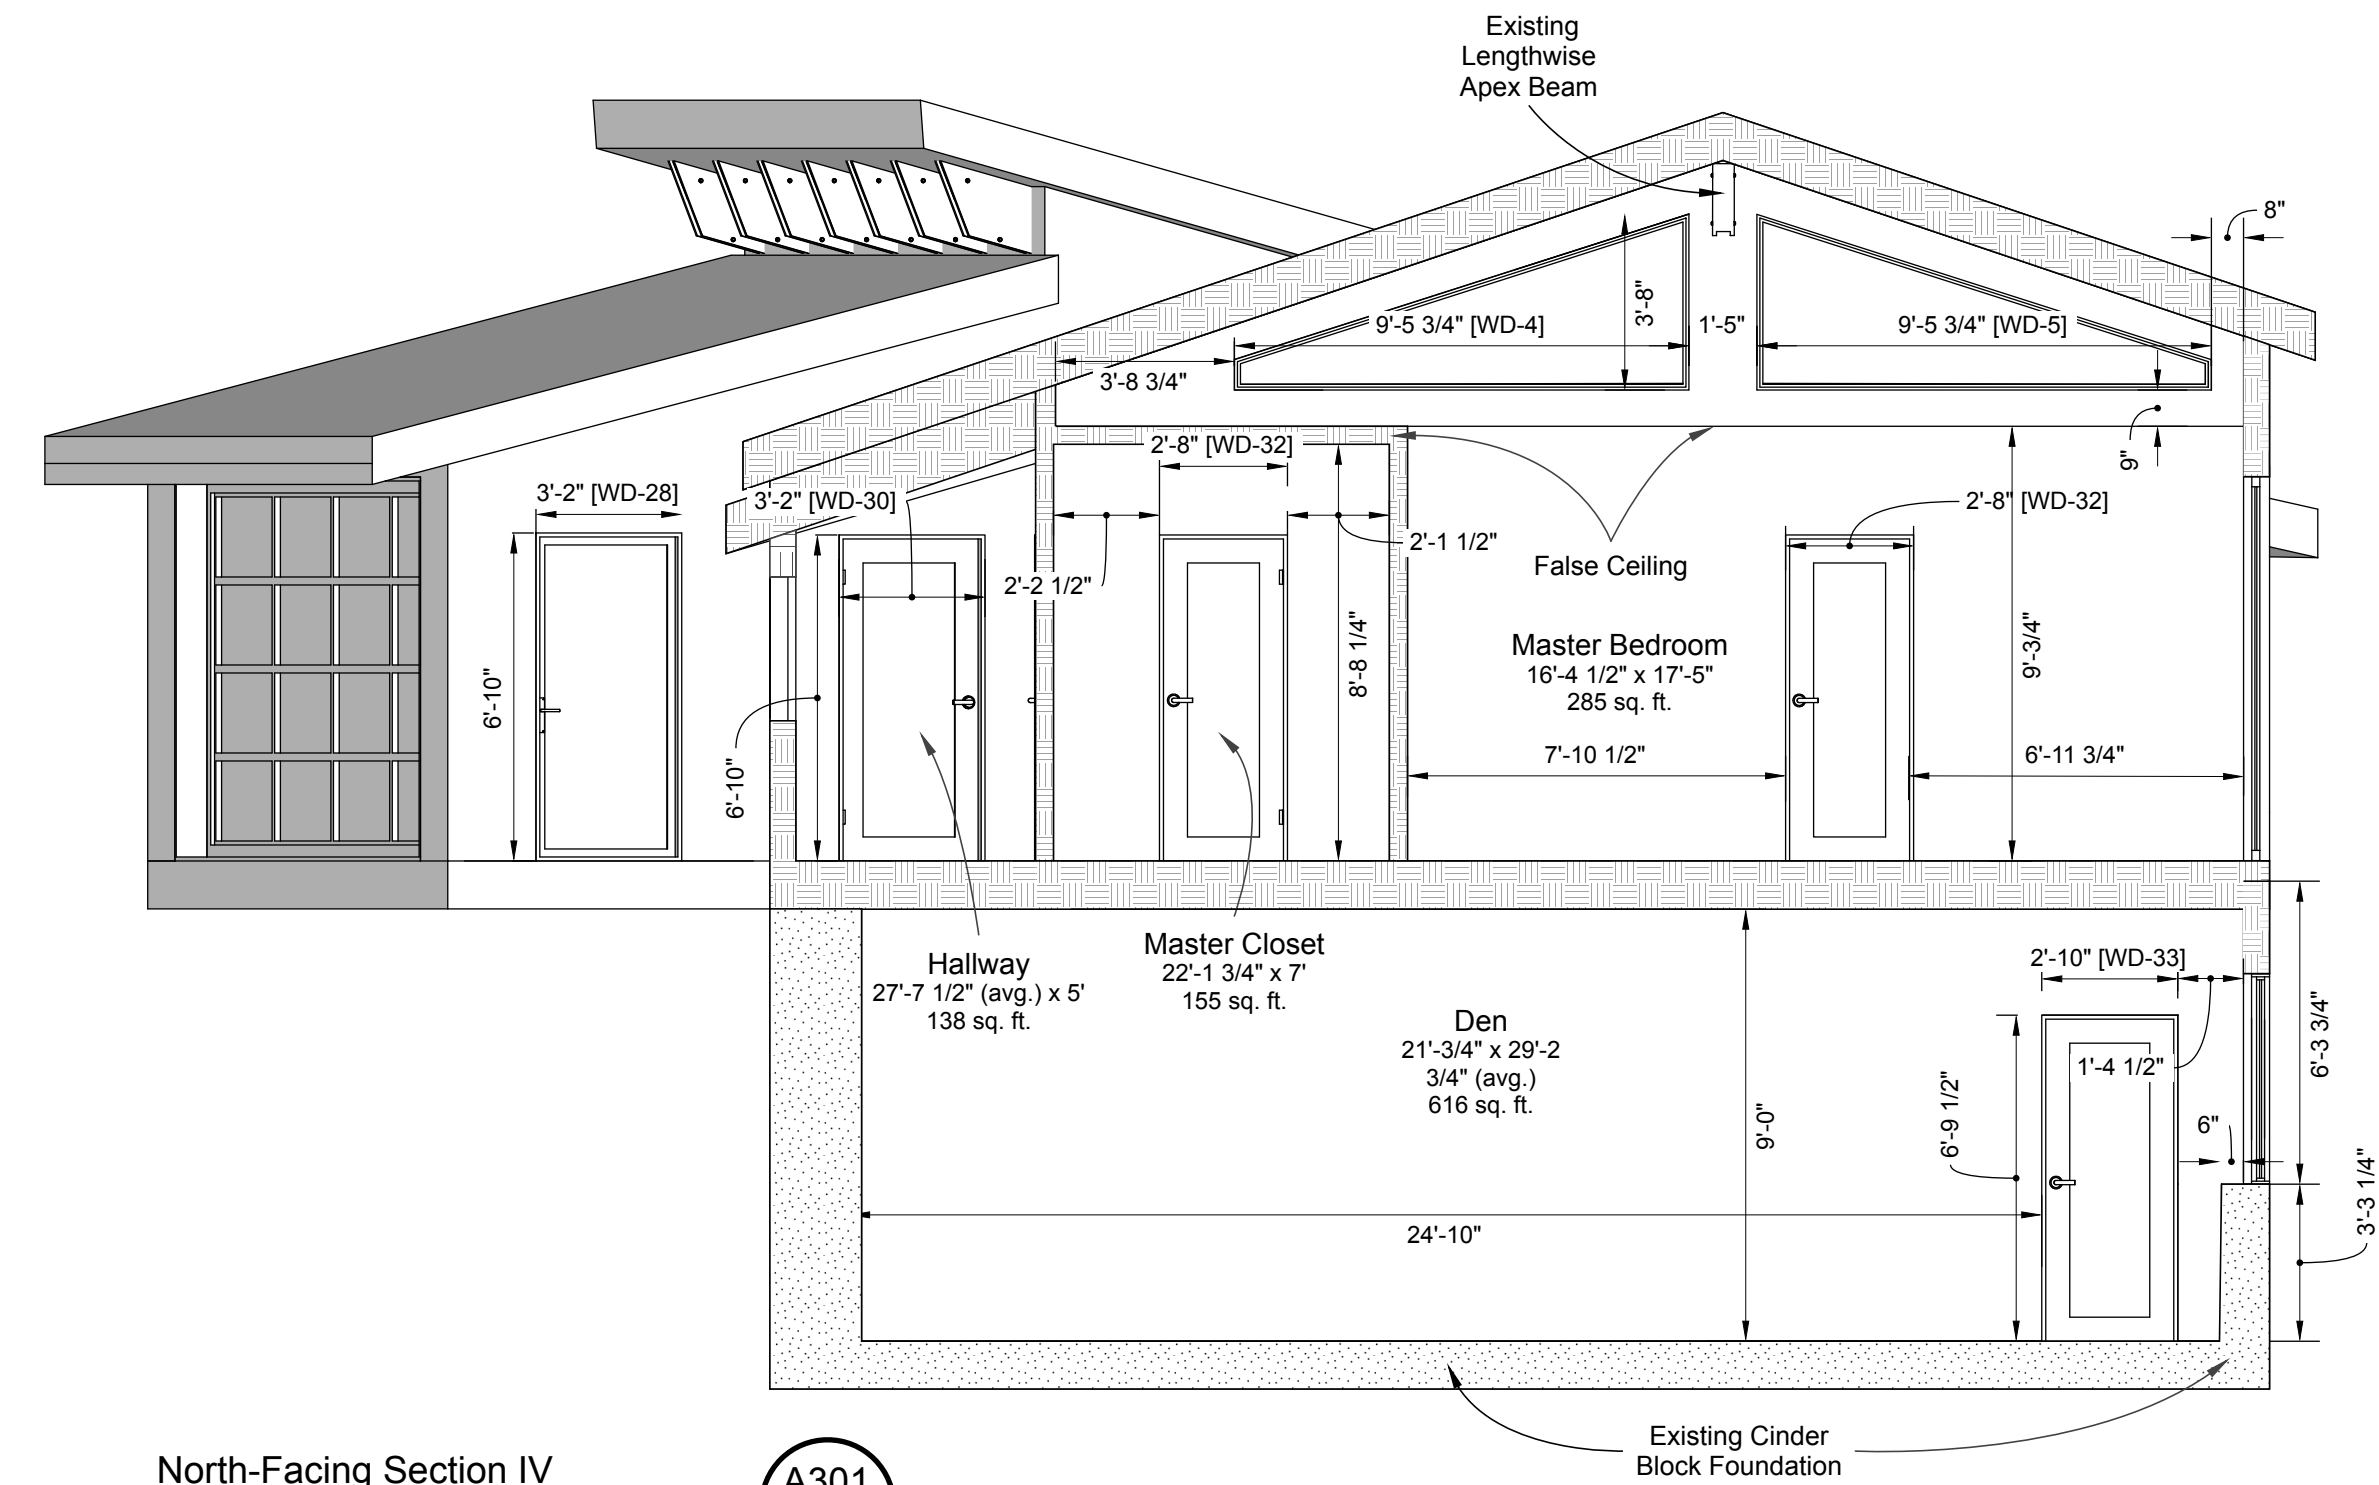 Existing
Lengthwise
Apex Beam
8"
9'-5 3/4" [WD-4]
3'-8"
1'-5"
9'-5 3/4" [WD-5]
3'-8 3/4"
9"
2'-8" [WD-32]
3'-2" [WD-28]
3'-2" [WD-30]
2'-8" [WD-32]
2'-1 1/2"
False Ceiling
2'-2 1/2"
6'-10"
6'-10"
8'-8 1/4"
Master Bedroom
16'-4 1/2" x 17'-5"
285 sq. ft.
9'-3/4"
7'-10 1/2"
6'-11 3/4"
Hallway
27'-7 1/2" (avg.) x 5'
138 sq. ft.
Master Closet
22'-1 3/4" x 7'
155 sq. ft.
Den
21'-3/4" x 29'-2
3/4" (avg.)
616 sq. ft.
2'-10" [WD-33]
6'-3 3/4"
1'-4 1/2"
9'-0"
6'-9 1/2"
6"
3'-3 1/4"
24'-10"
Existing Cinder
Block Foundation
North-Facing Section IV
A301